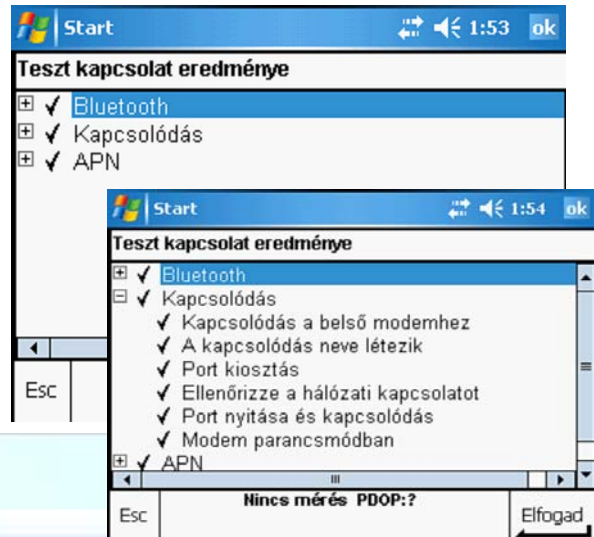 Start 1:53 ok
Teszt kapcsolat eredménye
Bluetooth
Kapcsolódás
APN
Esc
Start 1:54 ok
Teszt kapcsolat eredménye
Bluetooth
Kapcsolódás
Kapcsolódás a belső modemhez
A kapcsolódás neve létezik
Port kiosztás
Ellenőrizze a hálózati kapcsolatot
Port nyitása és kapcsolódás
Modem parancsmódban
APN
Esc Nincs mérés PDOP:? Elfogad